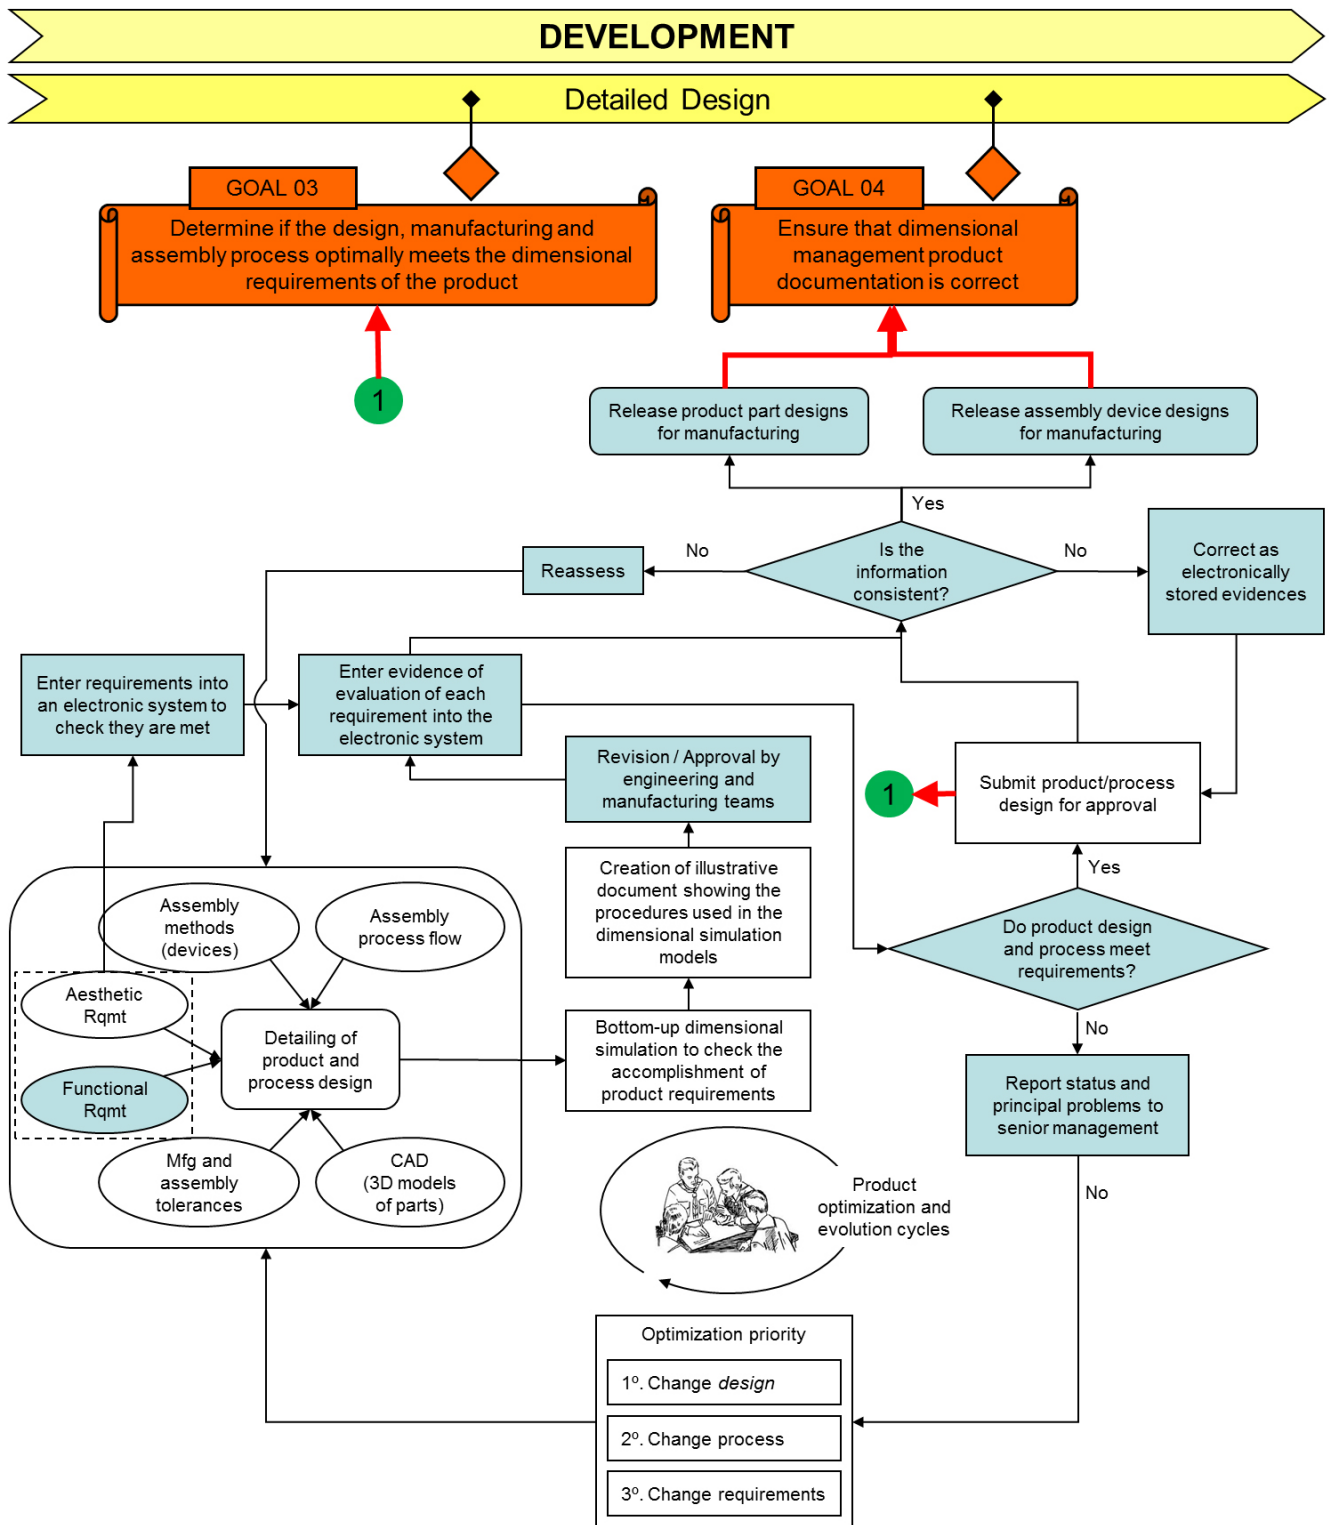 DEVELOPMENT
Detailed Design
GOAL 03
Determine if the design, manufacturing and
assembly process optimally meets the dimensional
requirements of the product
GOAL 04
Ensure that dimensional
management product
documentation is correct
1
Release product part designs
for manufacturing
Release assembly device designs
for manufacturing
Yes
Reassess
No
Is the
information
consistent?
No
Correct as
electronically
stored evidences
Enter requirements into
an electronic system to
check they are met
Enter evidence of
evaluation of each
requirement into the
electronic system
Revision / Approval by
engineering and
manufacturing teams
1
Submit product/process
design for approval
Yes
Creation of illustrative
document showing the
procedures used in the
dimensional simulation
models
Do product design
and process meet
requirements?
Assembly
methods
(devices)
Assembly
process flow
Aesthetic
Rqmt
Detailing of
product and
process design
Functional
Rqmt
Mfg and
assembly
tolerances
CAD
(3D models
of parts)
Bottom-up dimensional
simulation to check the
accomplishment of
product requirements
No
Report status and
principal problems to
senior management
No
Product
optimization and
evolution cycles
Optimization priority
1º. Change design
2º. Change process
3º. Change requirements